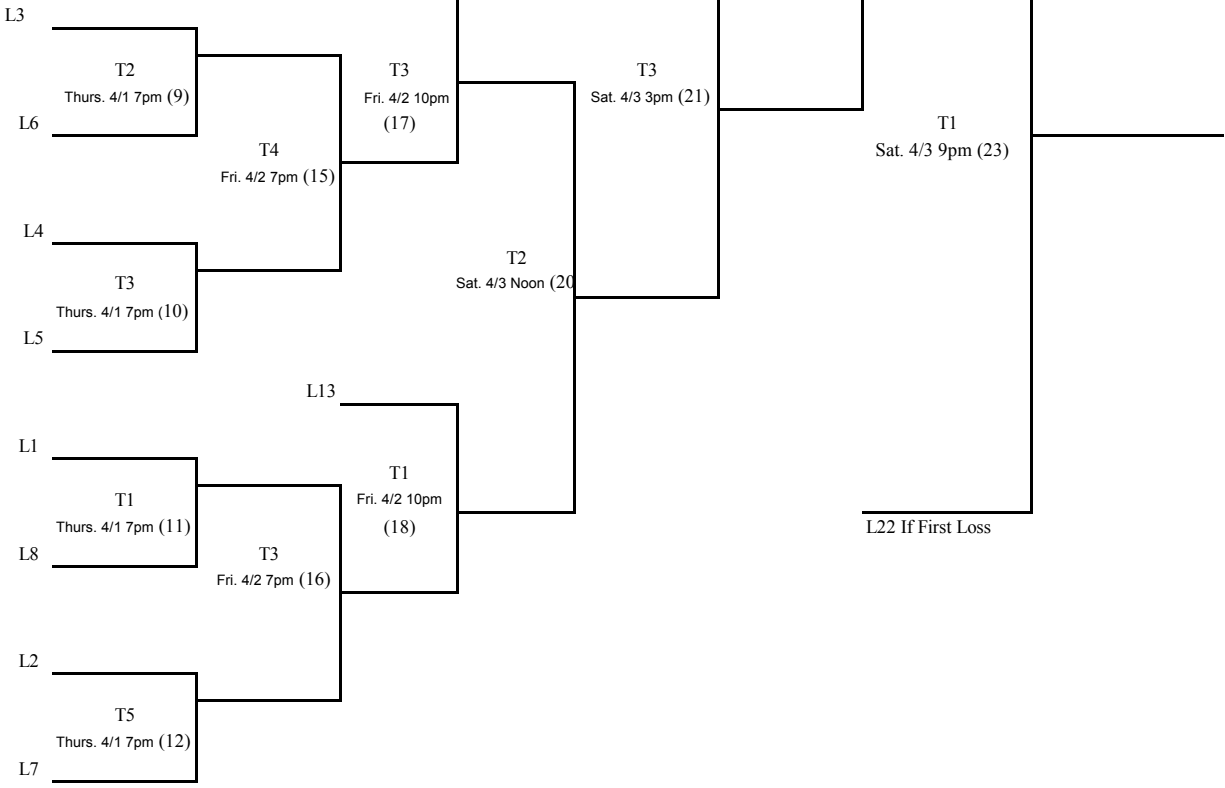 L3
T2
Thurs. 4/1 7pm (9)
L6
T3
Fri. 4/2 10pm
(17)
T3
Sat. 4/3 3pm (21)
T1
Sat. 4/3 9pm (23)
T4
Fri. 4/2 7pm (15)
L4
T3
Thurs. 4/1 7pm (10)
L5
T2
Sat. 4/3 Noon (20
L13
L1
T1
Thurs. 4/1 7pm (11)
L8
T3
Fri. 4/2 7pm (16)
T1
Fri. 4/2 10pm
(18)
L22 If First Loss
L2
T5
Thurs. 4/1 7pm (12)
L7